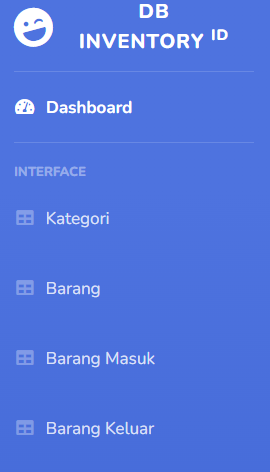 DB
INVENTORY ID
Dashboard
INTERFACE
Kategori
Barang
Barang Masuk
Barang Keluar